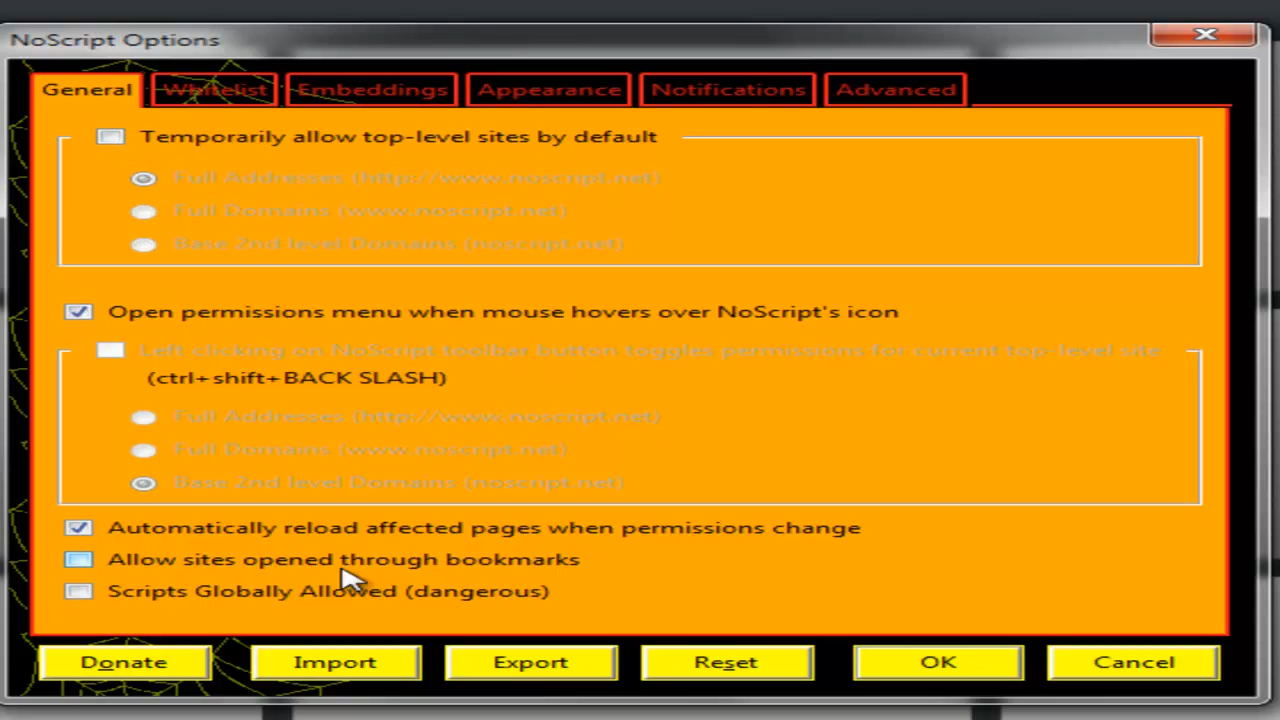 NoScript Options
General Whitelist Embeddings Appearance Notifications Advanced
Temporarily allow top-level sites by default
Full Addresses (http://www.noscript.net)
Full Domains (www.noscript.net)
Base 2nd level Domains (noscript.net)
Open permissions menu when mouse hovers over NoScript's icon
Left clicking on NoScript toolbar button toggles permissions for current top-level site
(ctrl+shift+BACK SLASH)
Full Addresses (http://www.noscript.net)
Full Domains (www.noscript.net)
Base 2nd level Domains (noscript.net)
Automatically reload affected pages when permissions change
Allow sites opened through bookmarks
Scripts Globally Allowed (dangerous)
Donate Import Export Reset OK Cancel